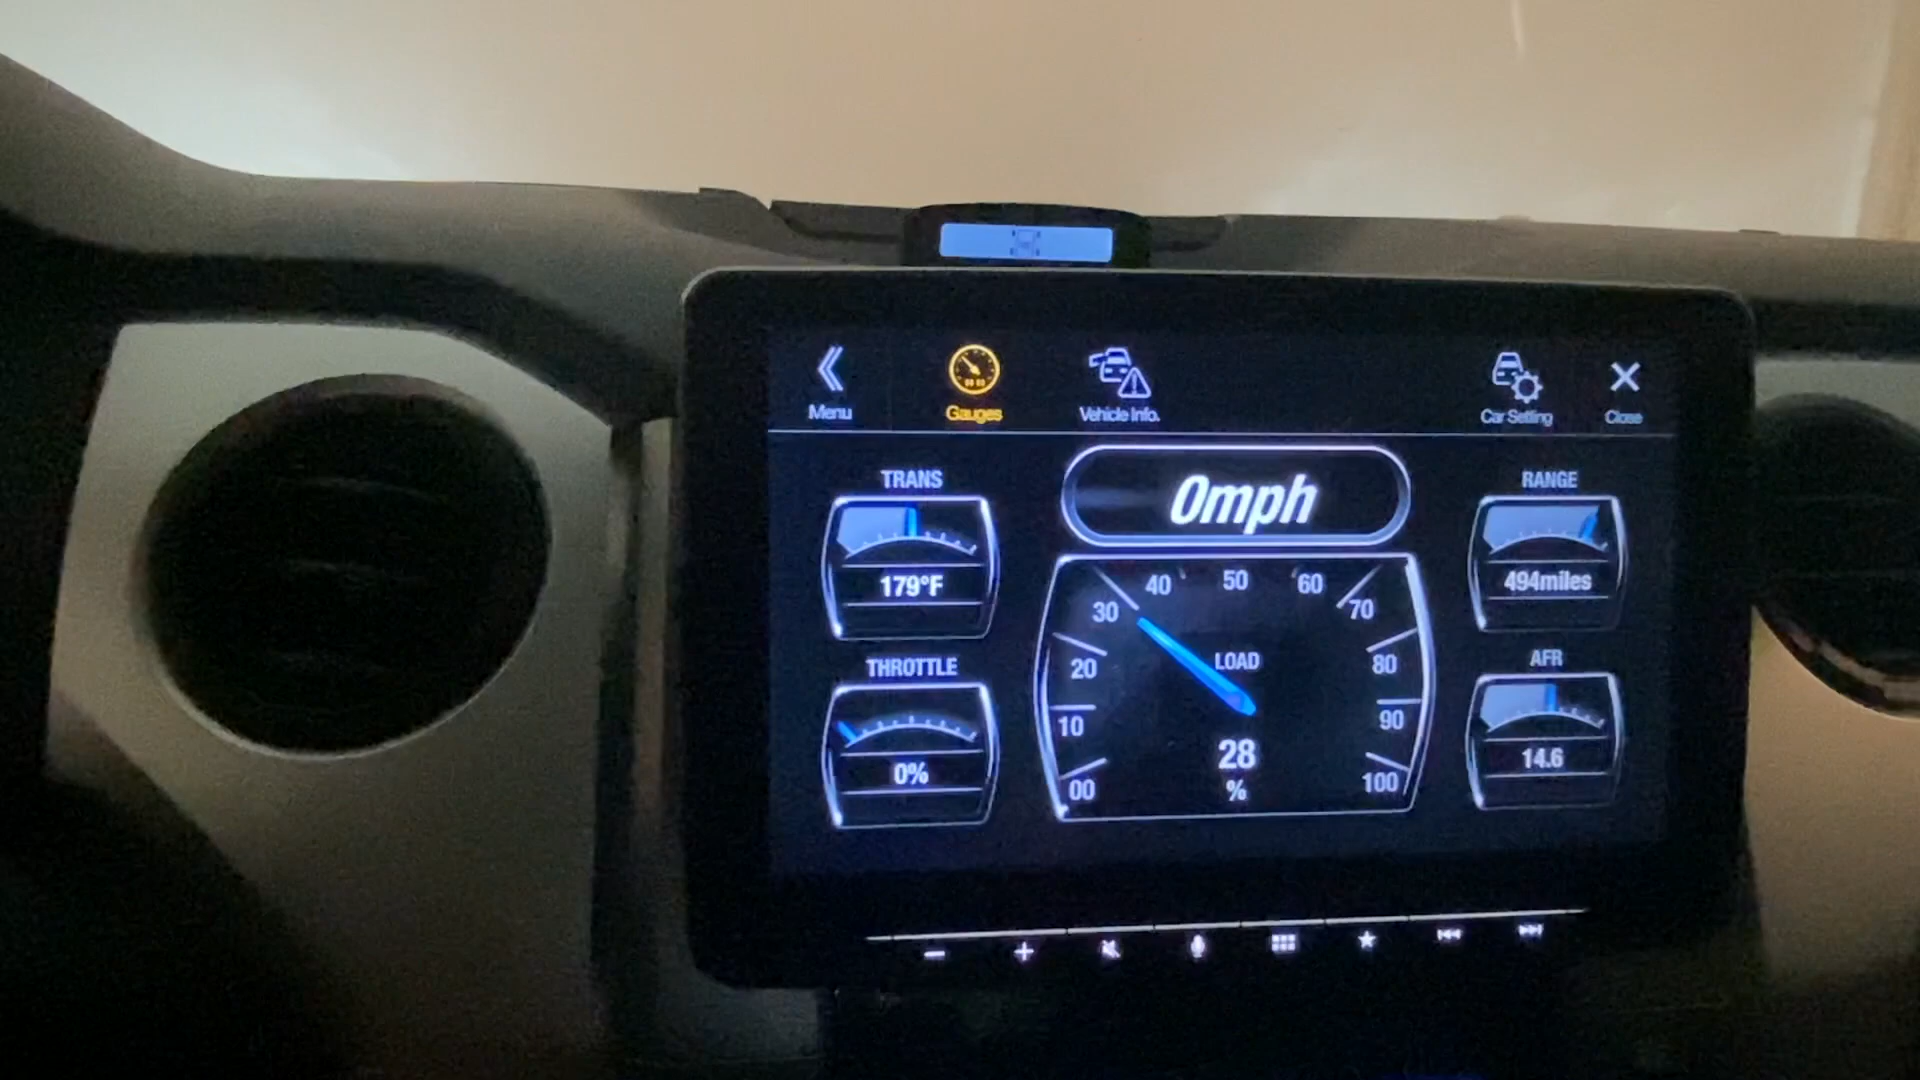 Menu
Gauges
Vehicle Info.
Car Setting
Close
TRANS
179°F
THROTTLE
0%
0mph
00
10
20
30
40
50
60
70
80
90
100
LOAD
28
%
RANGE
494miles
AFR
14.6